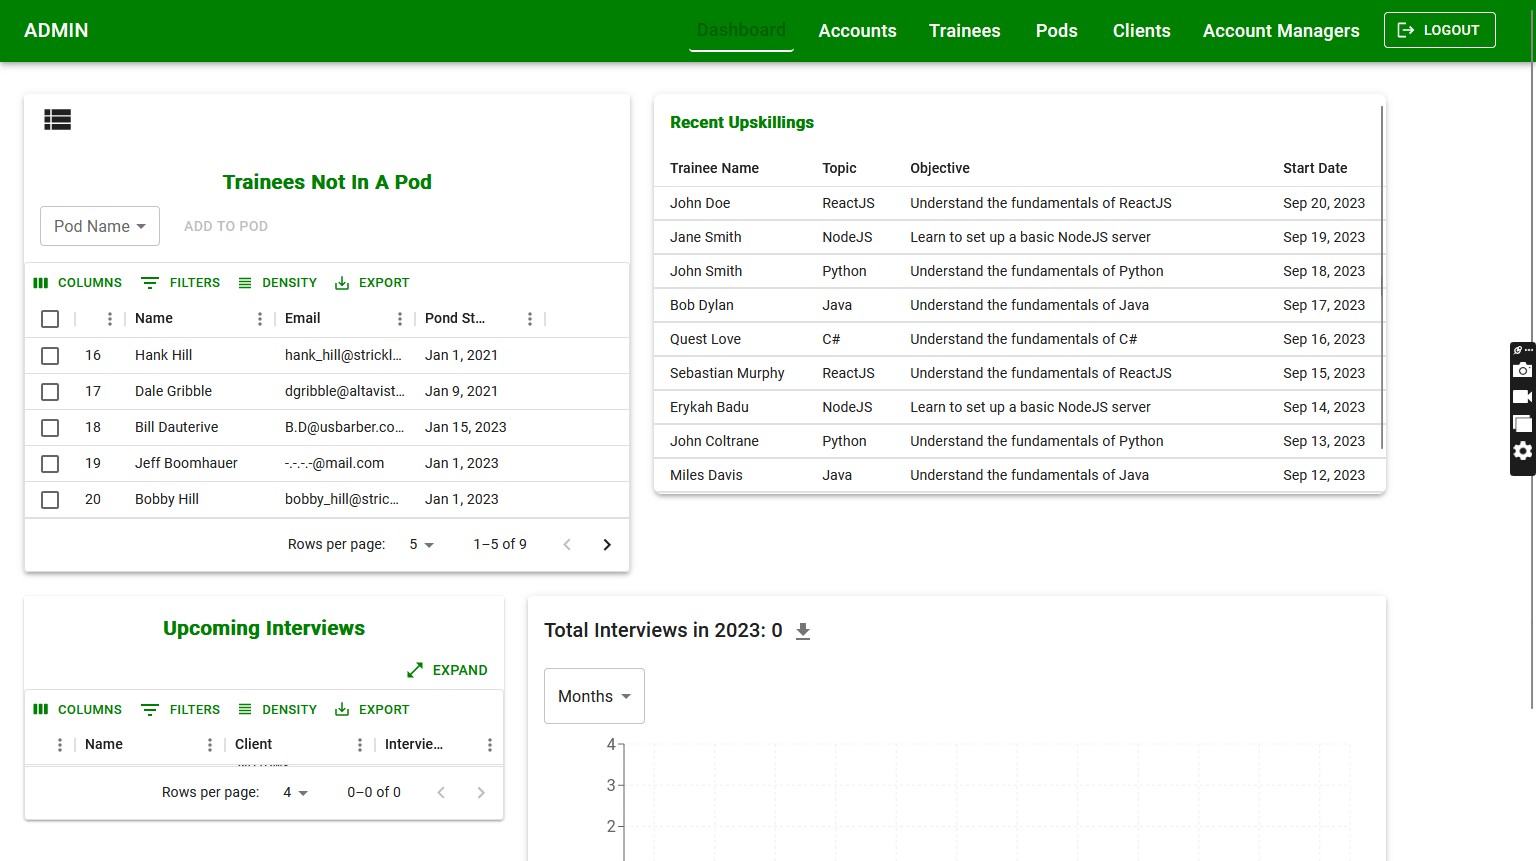 ADMIN
Dashboard
Accounts
Trainees
Pods
Clients
Account Managers
LOGOUT
Trainees Not In A Pod
Pod Name
ADD TO POD
COLUMNS FILTERS DENSITY EXPORT
Name Email Pond St...
16 Hank Hill hank_hill@strickl... Jan 1, 2021
17 Dale Gribble dgribble@altavist... Jan 9, 2021
18 Bill Dauterive B.D@usbarber.co... Jan 15, 2023
19 Jeff Boomhauer -.-.-.-@mail.com Jan 1, 2023
20 Bobby Hill bobby_hill@stric... Jan 1, 2023
Rows per page: 5 1–5 of 9
Recent Upskillings
Trainee Name Topic Objective Start Date
John Doe ReactJS Understand the fundamentals of ReactJS Sep 20, 2023
Jane Smith NodeJS Learn to set up a basic NodeJS server Sep 19, 2023
John Smith Python Understand the fundamentals of Python Sep 18, 2023
Bob Dylan Java Understand the fundamentals of Java Sep 17, 2023
Quest Love C# Understand the fundamentals of C# Sep 16, 2023
Sebastian Murphy ReactJS Understand the fundamentals of ReactJS Sep 15, 2023
Erykah Badu NodeJS Learn to set up a basic NodeJS server Sep 14, 2023
John Coltrane Python Understand the fundamentals of Python Sep 13, 2023
Miles Davis Java Understand the fundamentals of Java Sep 12, 2023
Upcoming Interviews
EXPAND
COLUMNS FILTERS DENSITY EXPORT
Name Client Intervie...
Rows per page: 4 0–0 of 0
Total Interviews in 2023: 0
Months
4
3
2